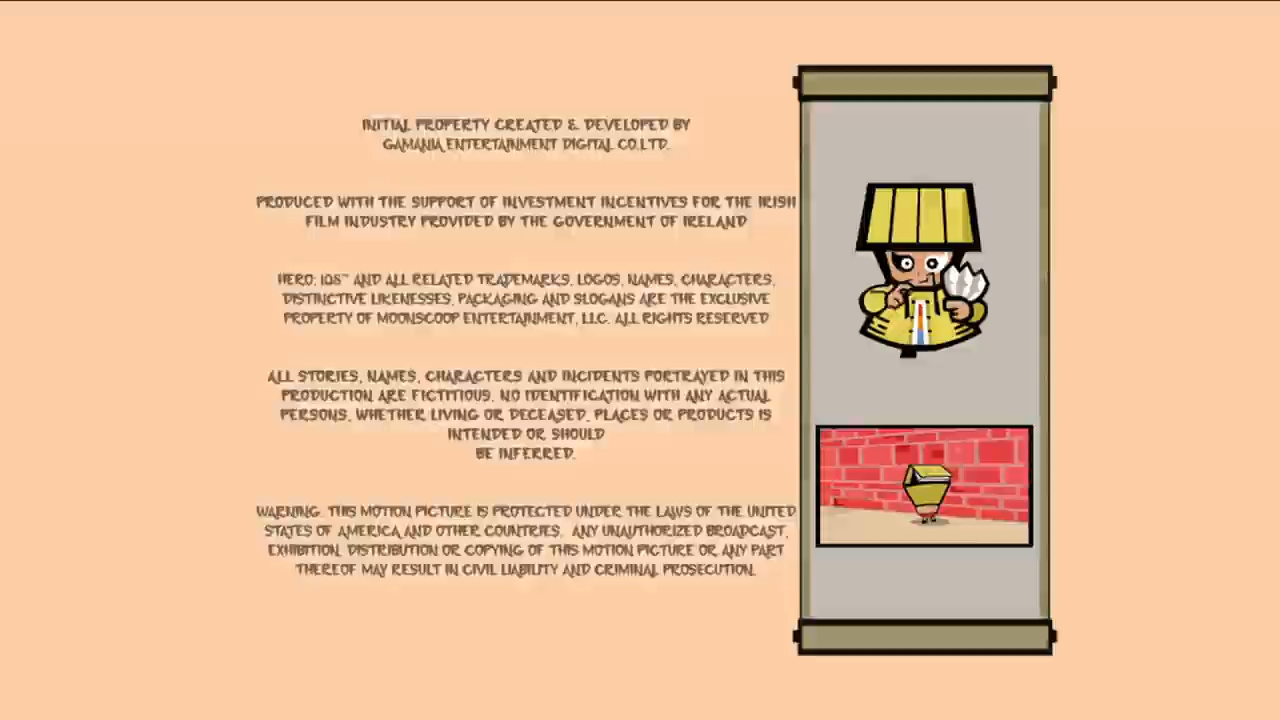 INITIAL PROPERTY CREATED & DEVELOPED BY
GAMANIA ENTERTAINMENT DIGITAL CO.LTD.
PRODUCED WITH THE SUPPORT OF INVESTMENT INCENTIVES FOR THE IRISH
FILM INDUSTRY PROVIDED BY THE GOVERNMENT OF IRELAND
HERO: 108™ AND ALL RELATED TRADEMARKS, LOGOS, NAMES, CHARACTERS,
DISTINCTIVE LIKENESSES, PACKAGING AND SLOGANS ARE THE EXCLUSIVE
PROPERTY OF MOONSCOOP ENTERTAINMENT, LLC. ALL RIGHTS RESERVED
ALL STORIES, NAMES, CHARACTERS AND INCIDENTS PORTRAYED IN THIS
PRODUCTION ARE FICTITIOUS. NO IDENTIFICATION WITH ANY ACTUAL
PERSONS, WHETHER LIVING OR DECEASED, PLACES OR PRODUCTS IS
INTENDED OR SHOULD
BE INFERRED.
WARNING: THIS MOTION PICTURE IS PROTECTED UNDER THE LAWS OF THE UNITED
STATES OF AMERICA AND OTHER COUNTRIES. ANY UNAUTHORIZED BROADCAST,
EXHIBITION, DISTRIBUTION OR COPYING OF THIS MOTION PICTURE OR ANY PART
THEREOF MAY RESULT IN CIVIL LIABILITY AND CRIMINAL PROSECUTION.